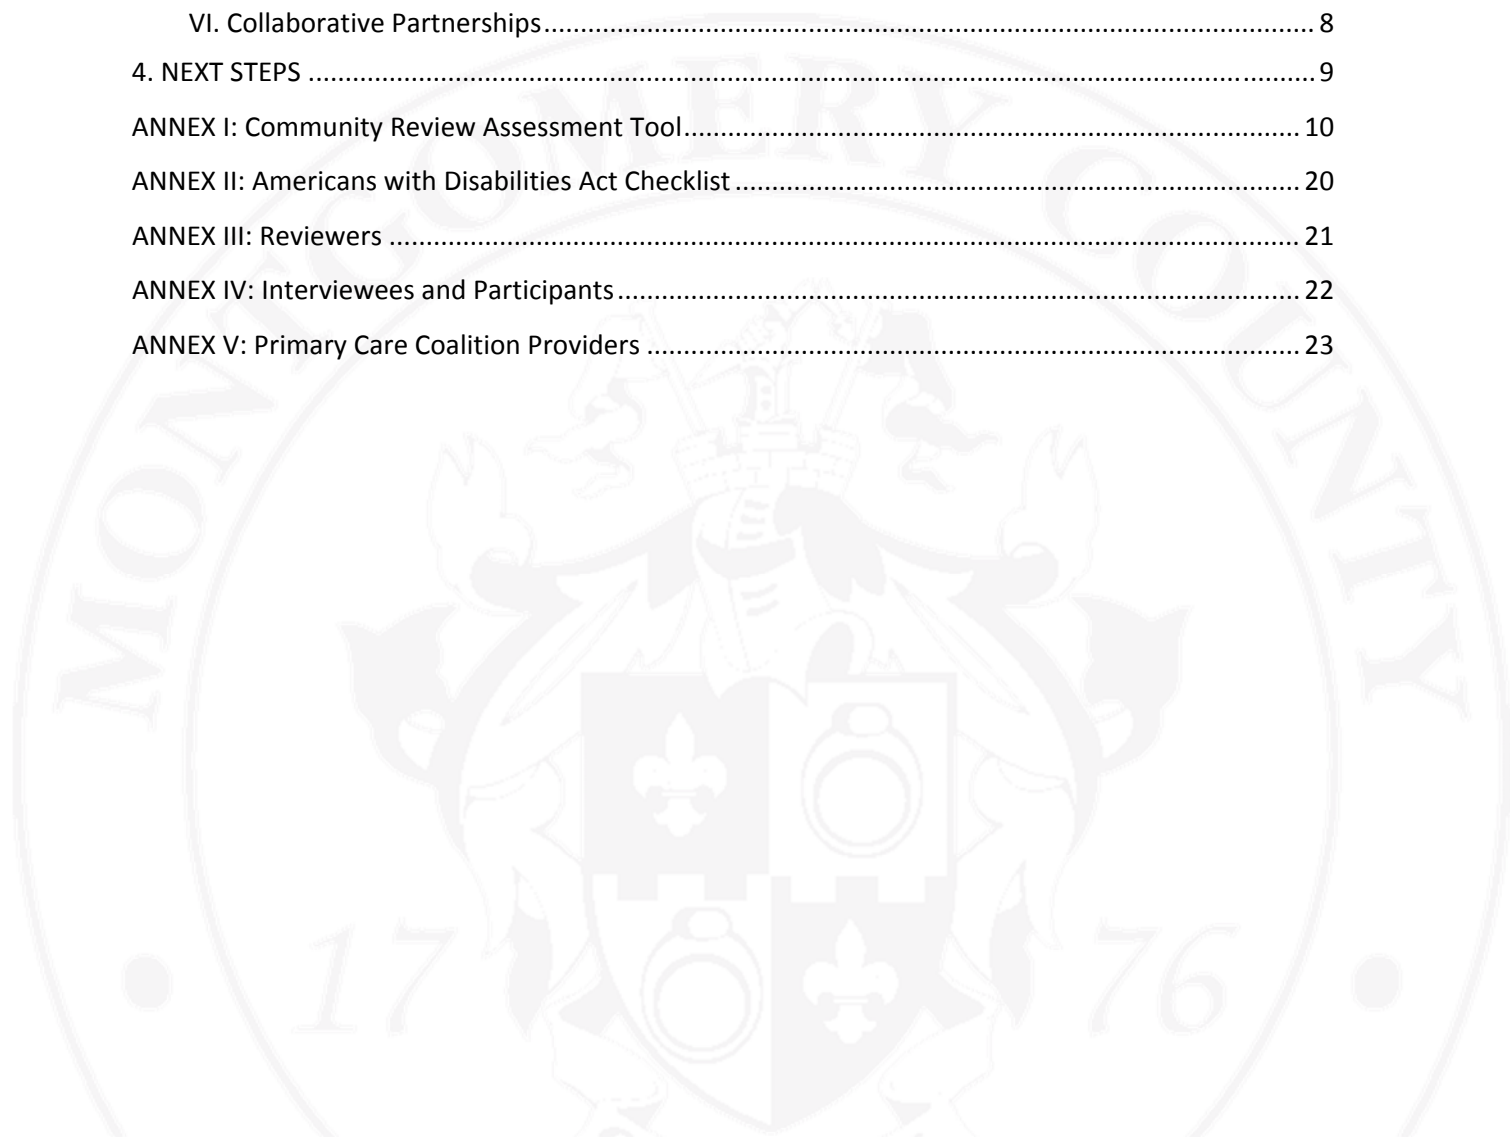 VI. Collaborative Partnerships........................................................................................................ 8
4. NEXT STEPS ........................................................................................................................................ 9
ANNEX I: Community Review Assessment Tool.................................................................................... 10
ANNEX II: Americans with Disabilities Act Checklist ............................................................................. 20
ANNEX III: Reviewers ........................................................................................................................... 21
ANNEX IV: Interviewees and Participants ............................................................................................. 22
ANNEX V: Primary Care Coalition Providers ......................................................................................... 23
MONTGOMERY COUNTY
17 76